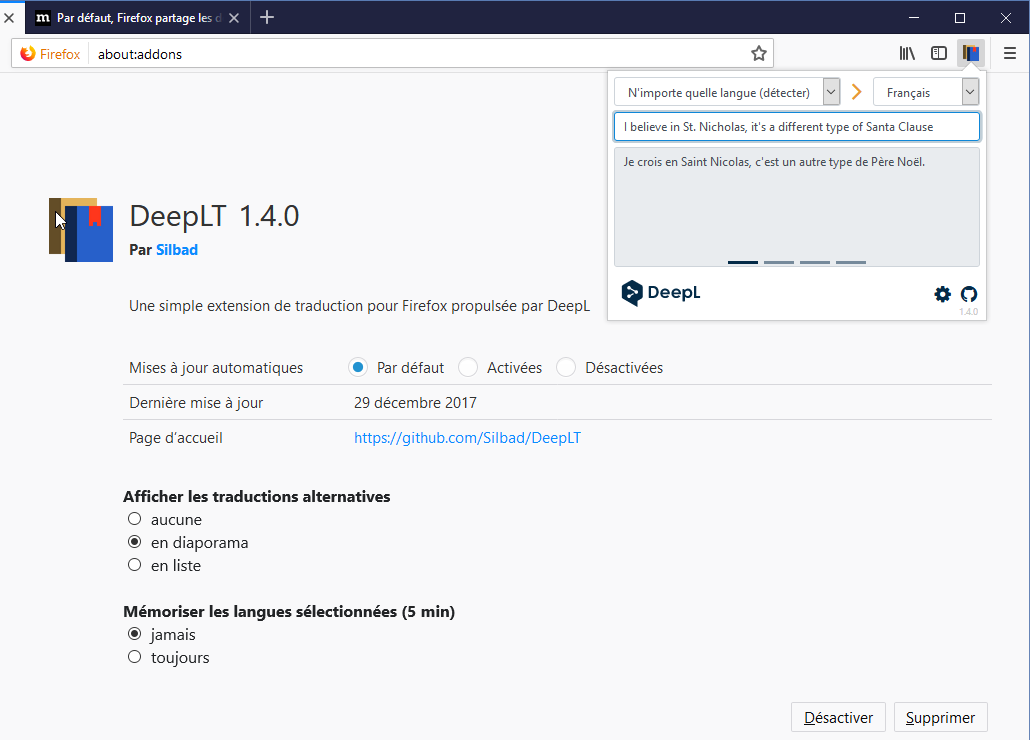 m Par défaut, Firefox partage les d
Firefox about:addons
N'importe quelle langue (détecter) Français
I believe in St. Nicholas, it's a different type of Santa Clause
Je crois en Saint Nicolas, c'est un autre type de Père Noël.
DeepL
1.4.0
DeepLT 1.4.0
Par Silbad
Une simple extension de traduction pour Firefox propulsée par DeepL
Mises à jour automatiques Par défaut Activées Désactivées
Dernière mise à jour 29 décembre 2017
Page d’accueil https://github.com/Silbad/DeepLT
Afficher les traductions alternatives
aucune
en diaporama
en liste
Mémoriser les langues sélectionnées (5 min)
jamais
toujours
Désactiver Supprimer